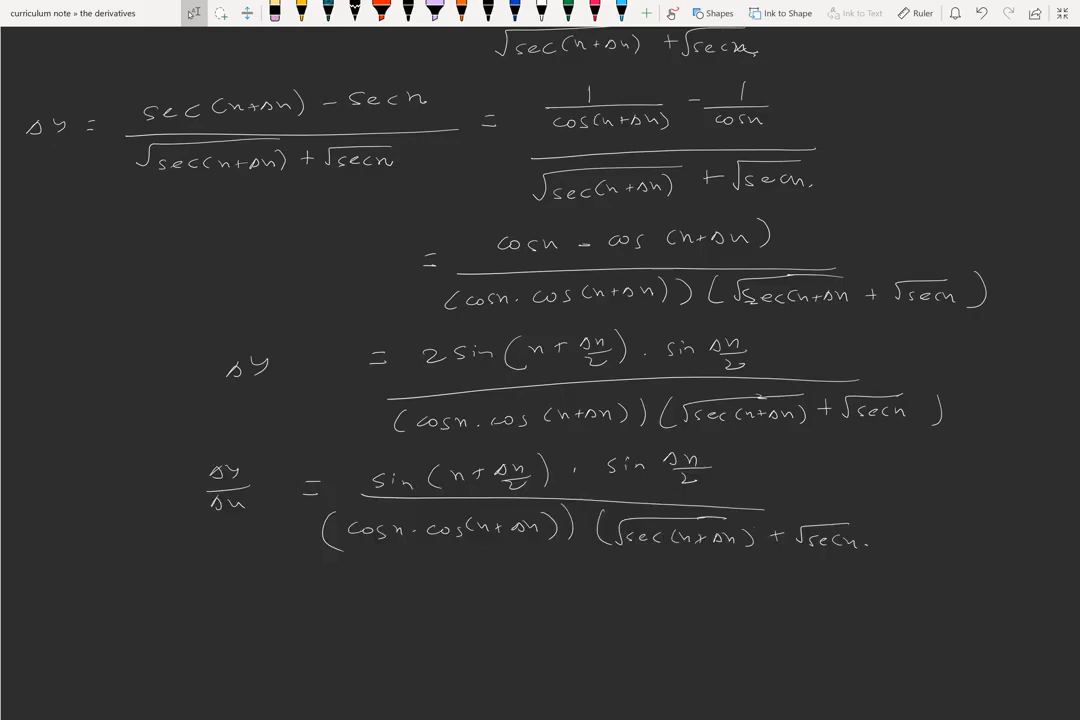 curriculum note » the derivatives
Shapes Ink to Shape Ink to Text Ruler
√sec(x+Δx) + √secx.
Δy = (sec(x+Δx) - secx) / (√sec(x+Δx) + √secx) = (1/cos(x+Δx) - 1/cosx) / (√sec(x+Δx) + √secx.)
= (cosx - cos(x+Δx)) / ((cosx. cos(x+Δx)) (√sec(x+Δx) + √secx))
Δy = 2 sin(x + Δx/2) . sin Δx/2 / ((cosx. cos(x+Δx)) (√sec(x+Δx) + √secx))
Δy/Δx = sin(x + Δx/2) . sin Δx/2 / ((cosx. cos(x+Δx)) (√sec(x+Δx) + √secx.